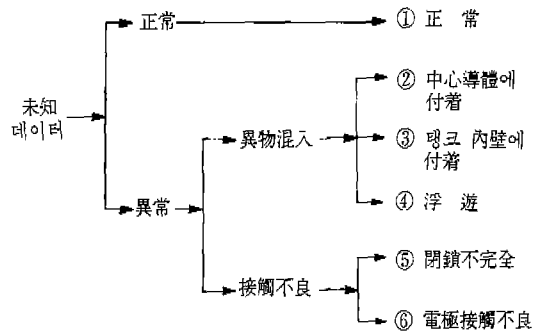 正常
① 正 常
② 中心導體에
付着
未知
데이터
異物混入
③ 탱크 內壁에
付着
④ 浮 遊
異常
⑤ 閉鎖不完全
接觸不良
⑥ 電極接觸不良